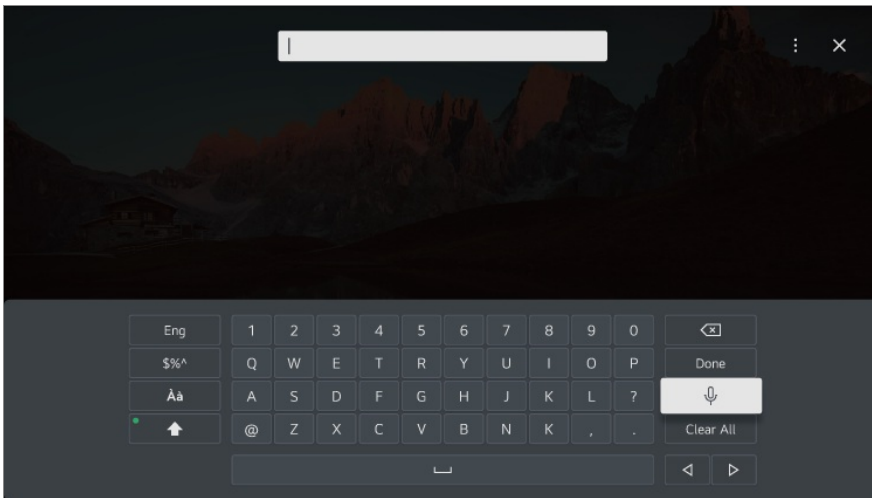 Eng 1 2 3 4 5 6 7 8 9 0
$%^ Q W E T R Y U I O P Done
Àà A S D F G H J K L ?
@ Z X C V B N K , . Clear All